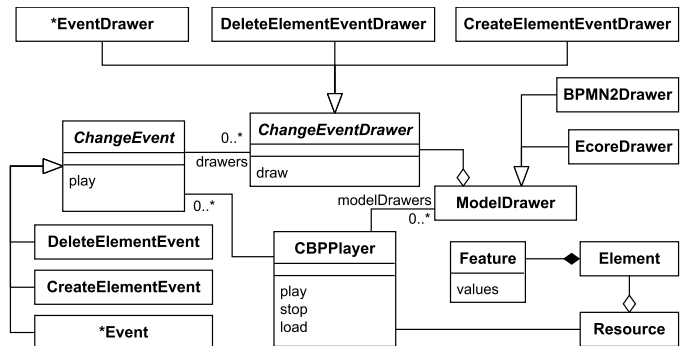 *EventDrawer
DeleteElementEventDrawer
CreateElementEventDrawer
BPMN2Drawer
EcoreDrawer
ChangeEvent
play
0..*
drawers
ChangeEventDrawer
draw
0..*
modelDrawers
0..*
ModelDrawer
DeleteElementEvent
CreateElementEvent
*Event
CBPPlayer
play
stop
load
Feature
values
Element
Resource